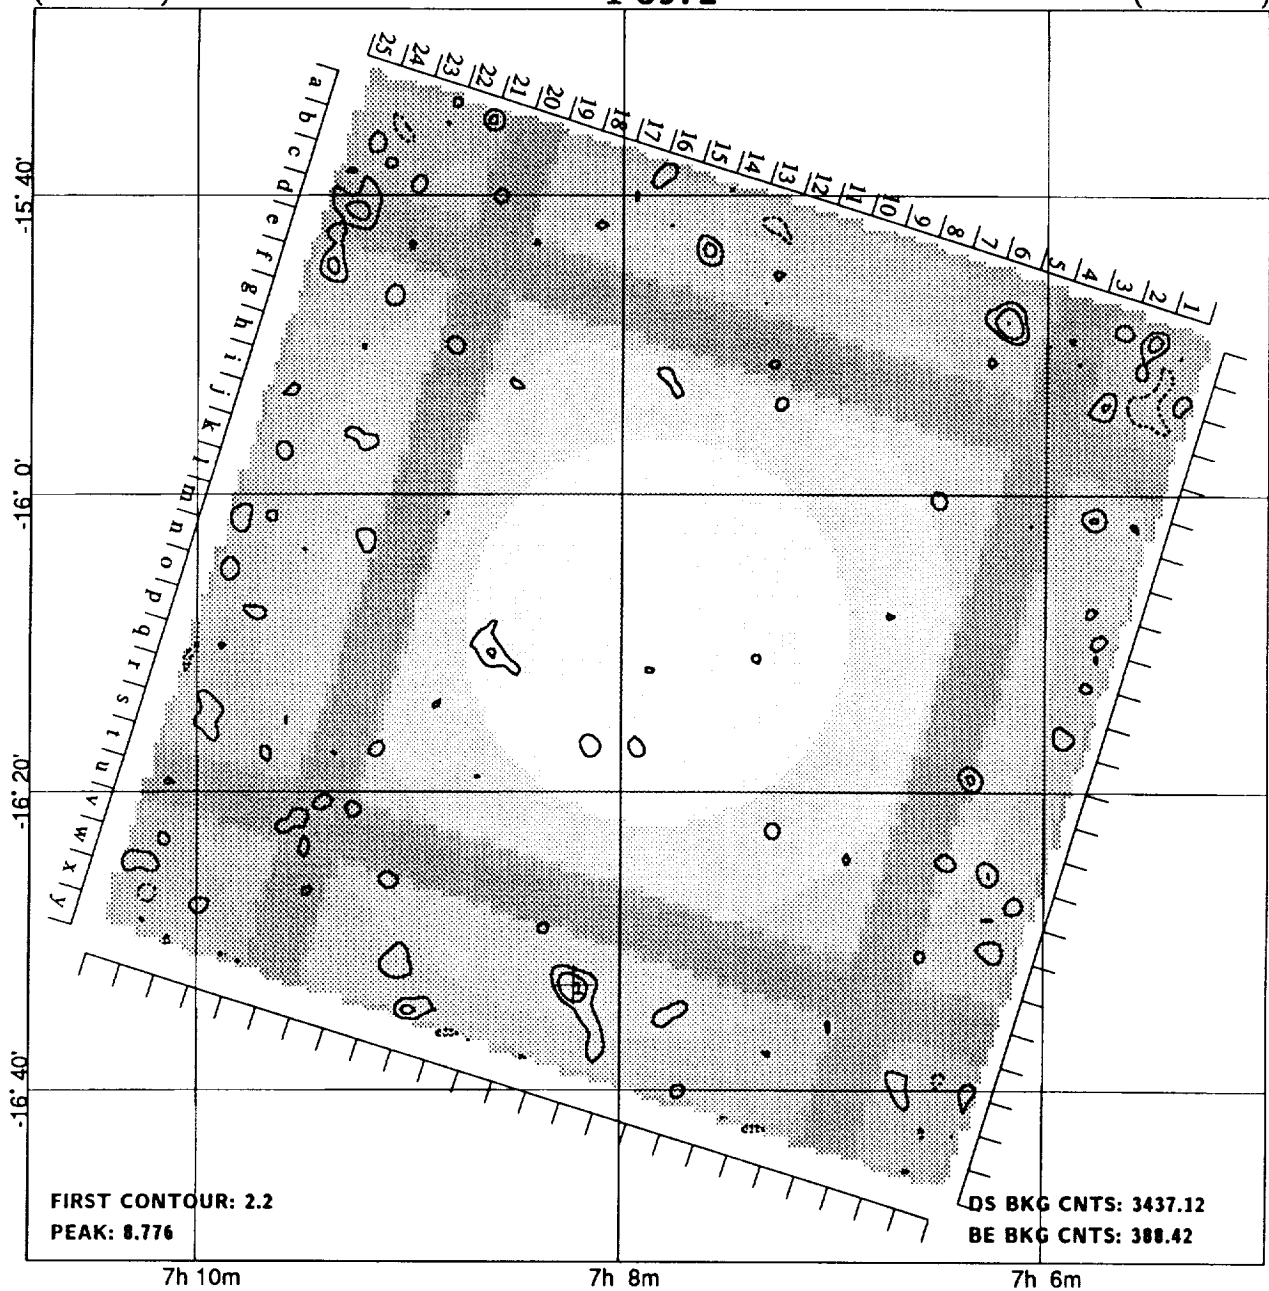 25 24 23 22 21 20 19 18 17 16 15 14 13 12 11 10 9 8 7 6 5 4 3 2 1
a b c d e f g h i j k l m n o p q r s t u v w x y
-15° 40'
-16° 0'
-16° 20'
-16° 40'
FIRST CONTOUR: 2.2
PEAK: 8.776
DS BKG CNTS: 3437.12
BE BKG CNTS: 388.42
7h 10m 7h 8m 7h 6m